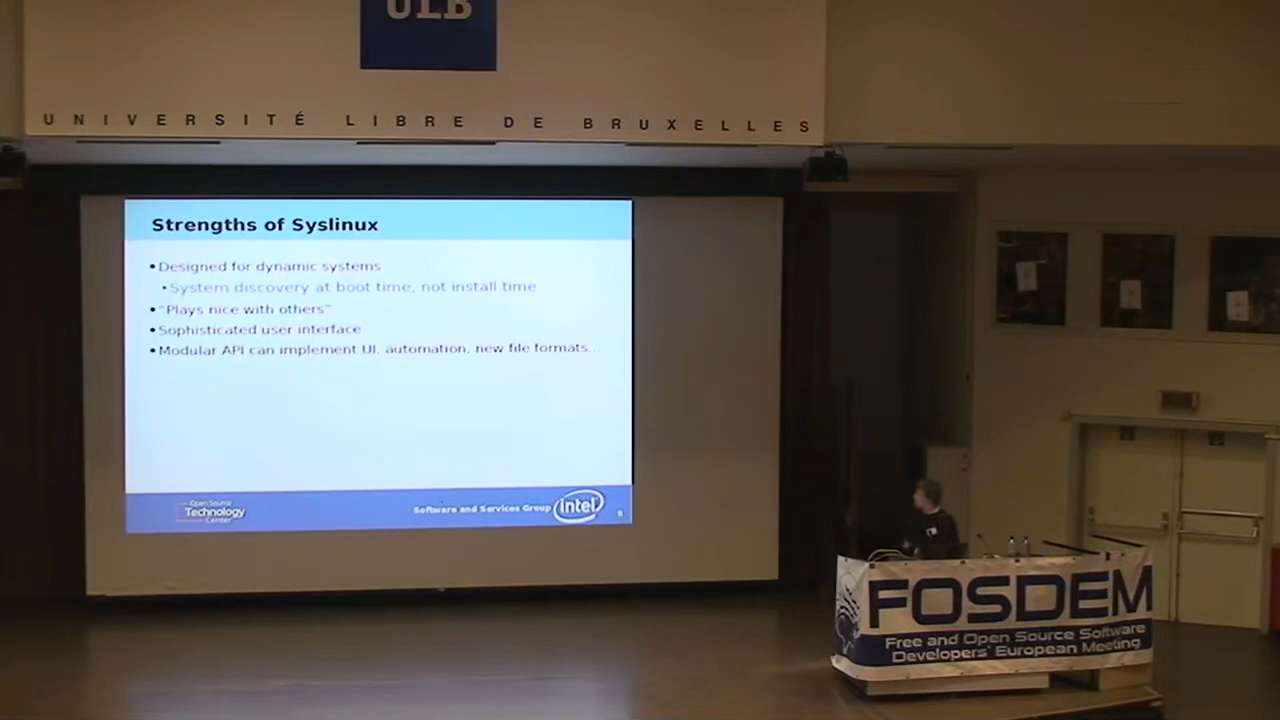 ULB
UNIVERSITÉ LIBRE DE BRUXELLES
Strengths of Syslinux
•Designed for dynamic systems
•System discovery at boot time, not install time
•“Plays nice with others”
•Sophisticated user interface
•Modular API can implement UI, automation, new file formats...
Open Source
Technology
Center
Software and Services Group
intel
FOSDEM
Free and Open Source Software
Developers' European Meeting